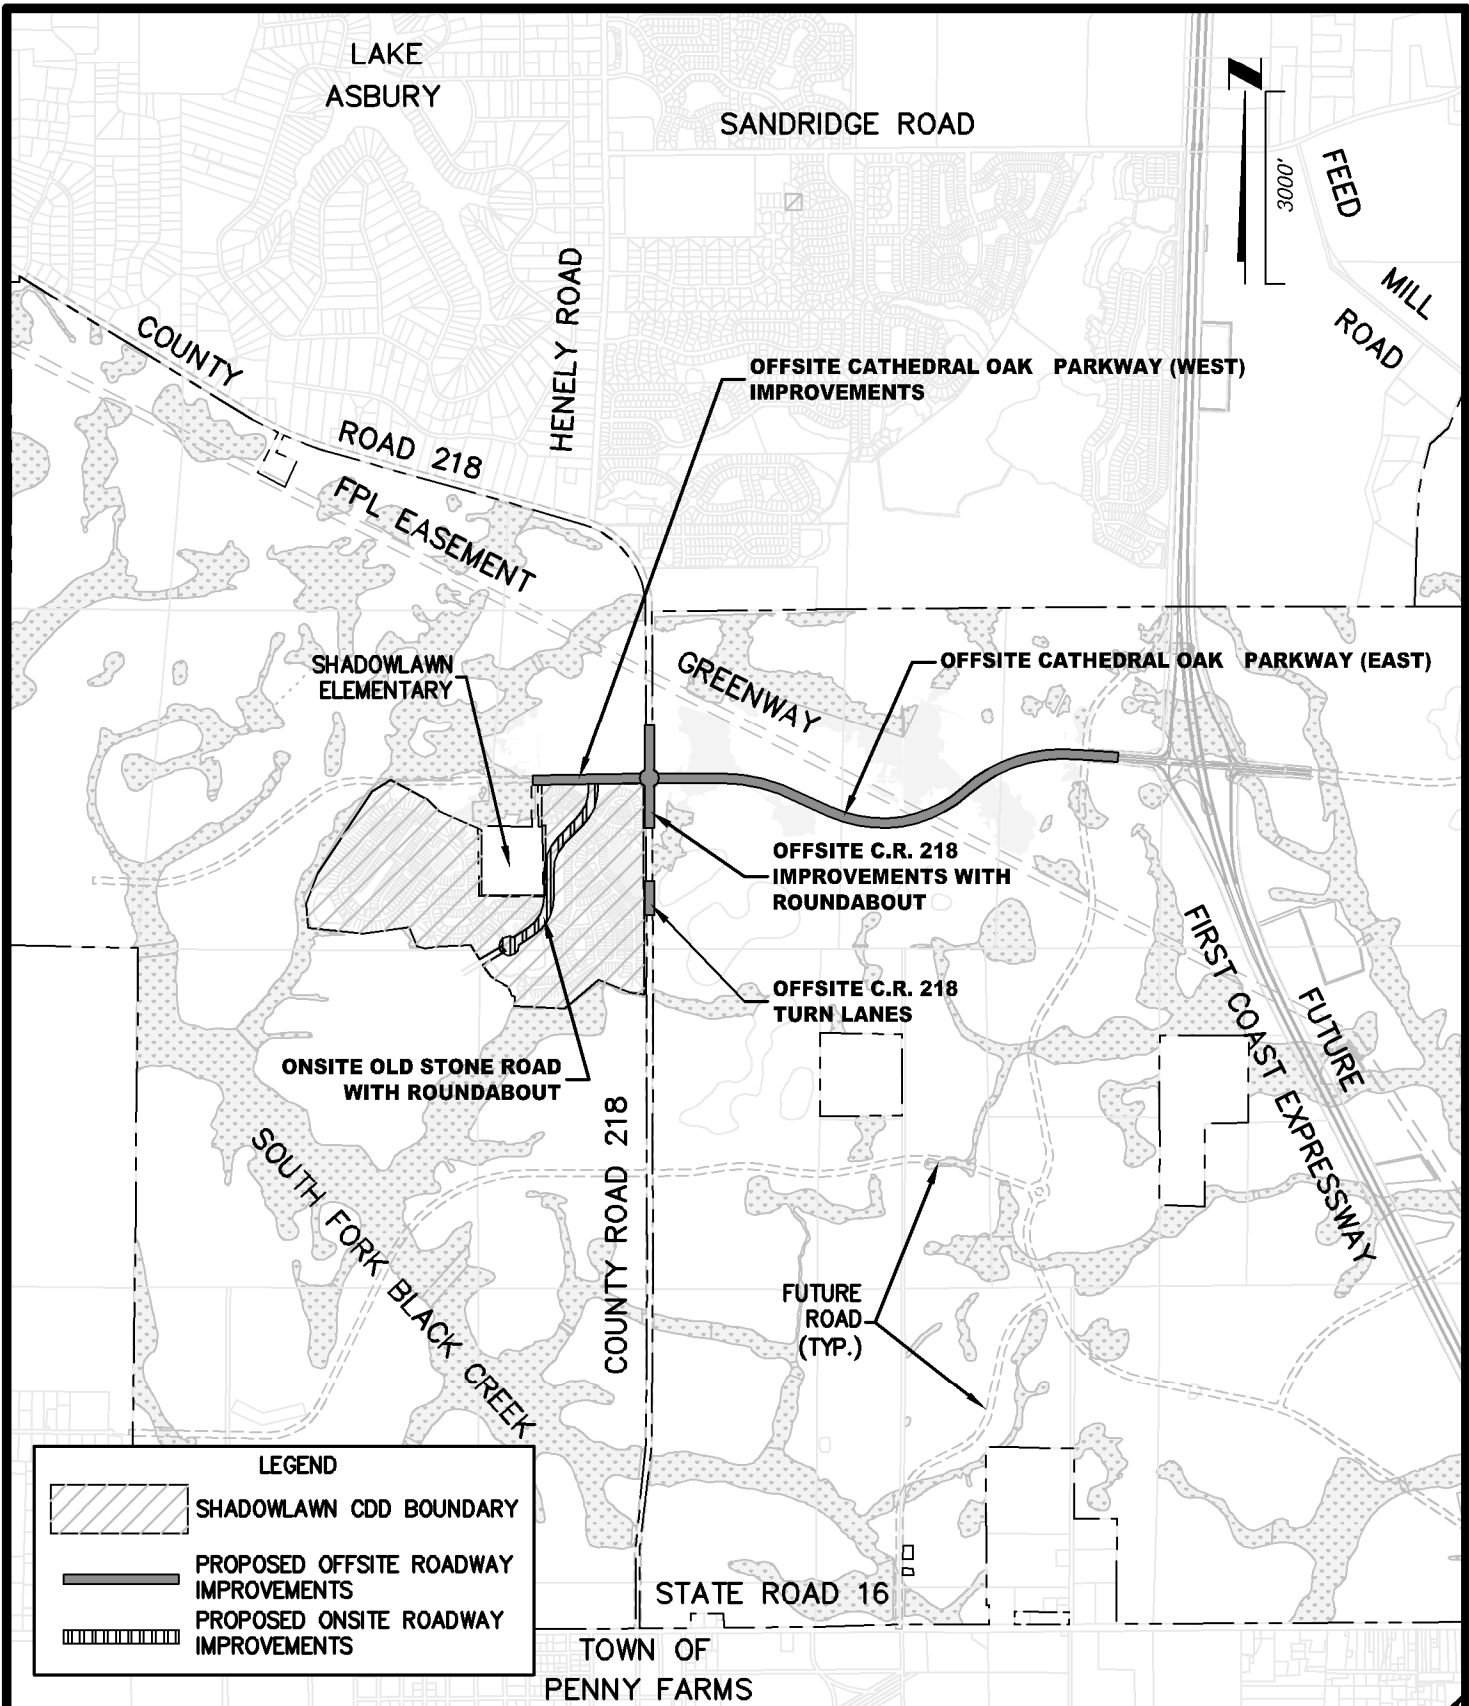 LAKE
ASBURY
SANDRIDGE ROAD
3000'
FEED
MILL
ROAD
HENELY ROAD
COUNTY
ROAD 218
FPL EASEMENT
OFFSITE CATHEDRAL OAK PARKWAY (WEST)
IMPROVEMENTS
SHADOWLAWN
ELEMENTARY
GREENWAY
OFFSITE CATHEDRAL OAK PARKWAY (EAST)
OFFSITE C.R. 218
IMPROVEMENTS WITH
ROUNDABOUT
OFFSITE C.R. 218
TURN LANES
FIRST COAST EXPRESSWAY
FUTURE
ONSITE OLD STONE ROAD
WITH ROUNDABOUT
SOUTH FORK BLACK CREEK
COUNTY ROAD 218
FUTURE
ROAD
(TYP.)
LEGEND
SHADOWLAWN CDD BOUNDARY
PROPOSED OFFSITE ROADWAY
IMPROVEMENTS
PROPOSED ONSITE ROADWAY
IMPROVEMENTS
STATE ROAD 16
TOWN OF
PENNY FARMS